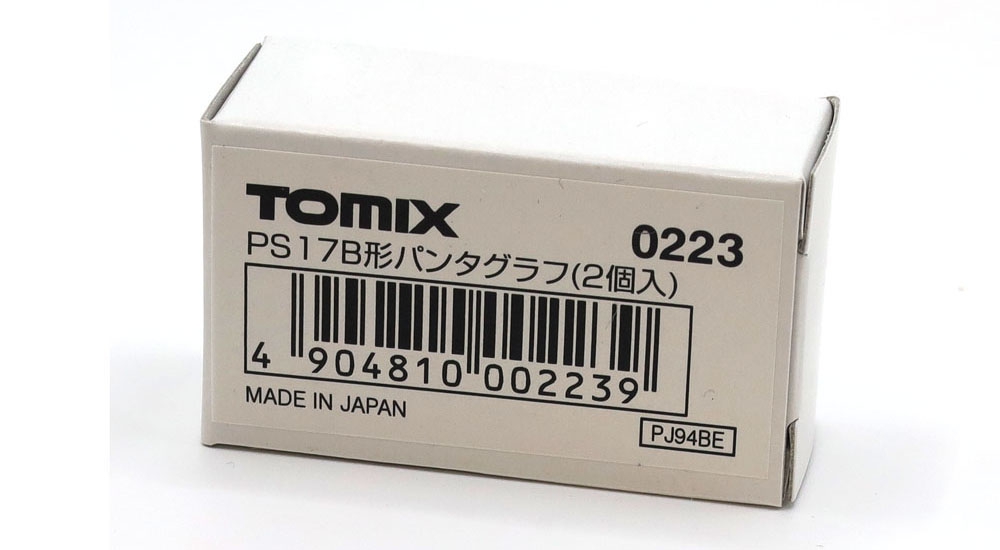 TOMIX
0223
PS17B形パンタグラフ(2個入)
4 904810 002239
MADE IN JAPAN
PJ94BE